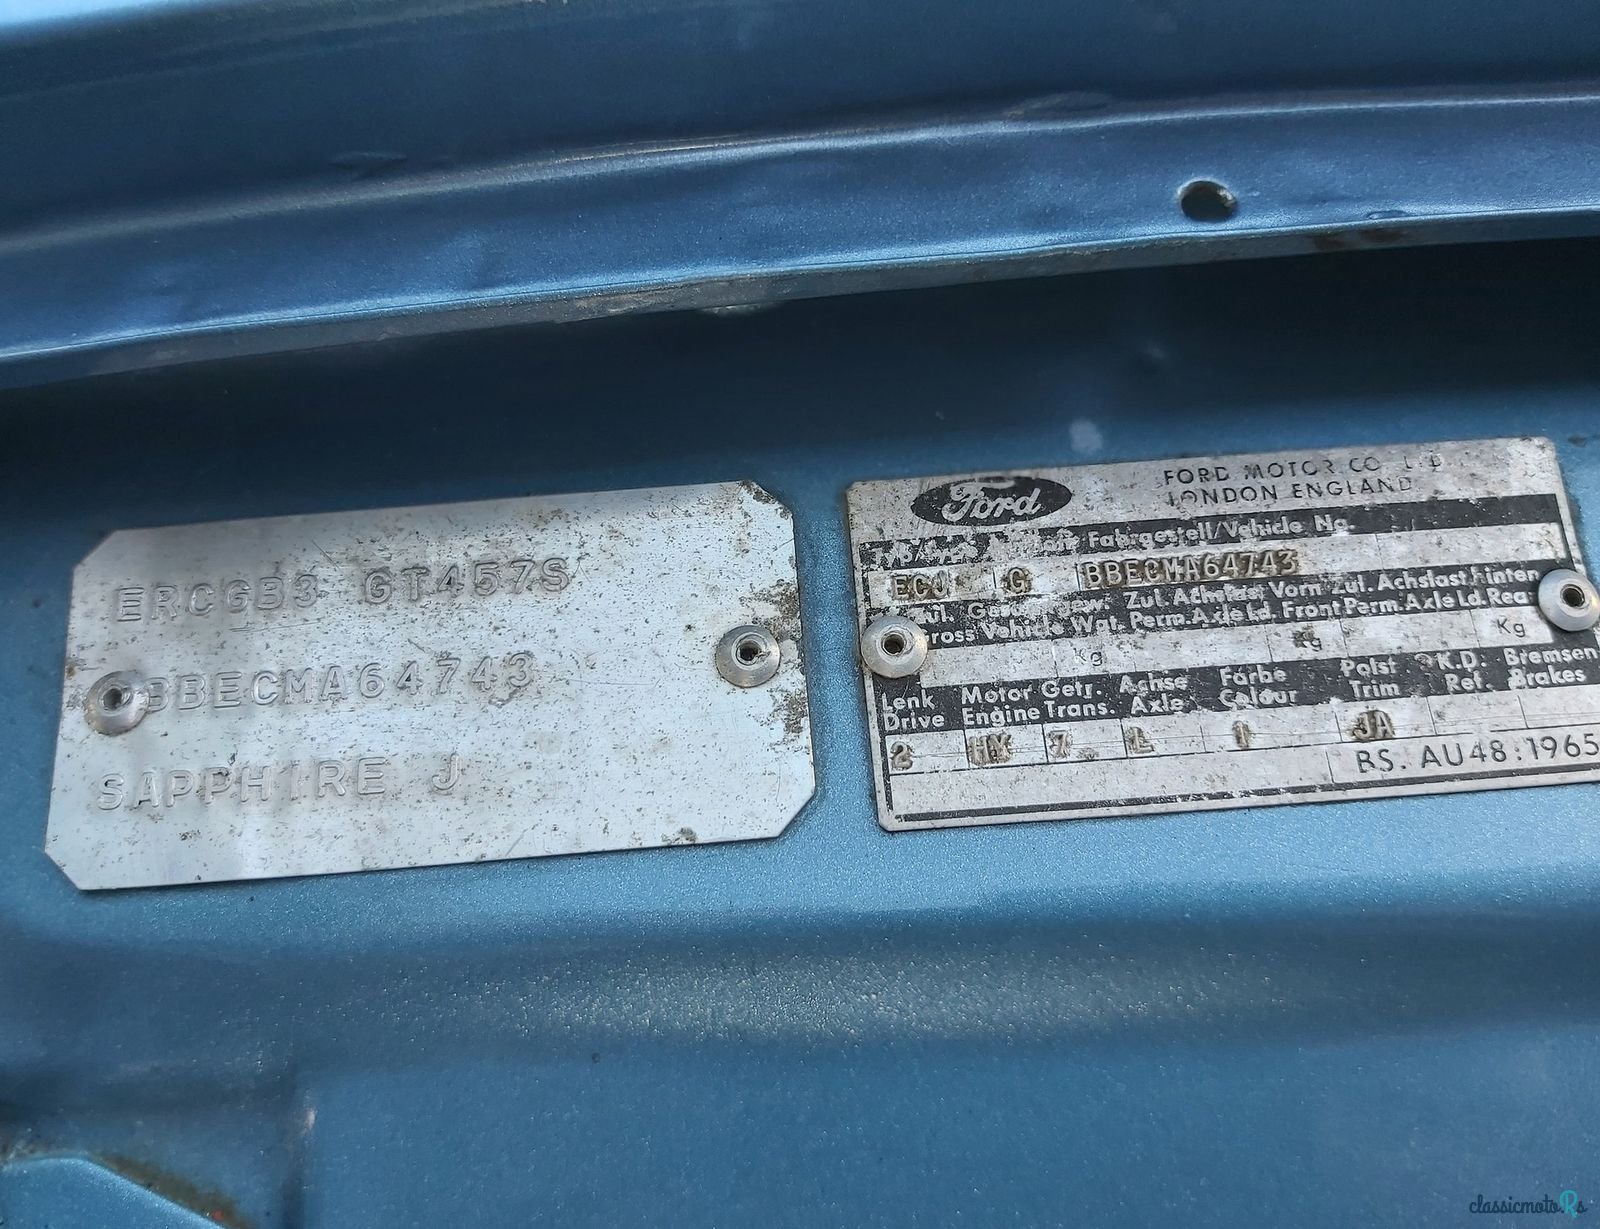 ERCGB3 GT457S
BBECMA64743
SAPPHIRE J
Ford
FORD MOTOR CO LTD
LONDON ENGLAND
Fahrgestell/Vehicle No.
ECJ G BBECMA64743
Zul. Achslast Vorn Zul. Achslast hinten
Gross Vehicle Wgt. Perm.Axle Ld. Front Perm.Axle Ld.Rear
Kg Kg Kg
Lenk Motor Getr. Achse Farbe Polst K.D. Bremsen
Drive Engine Trans. Axle Colour Trim Ref. Brakes
2 7 L 1 JA
BS. AU48:1965
classicmotoRs